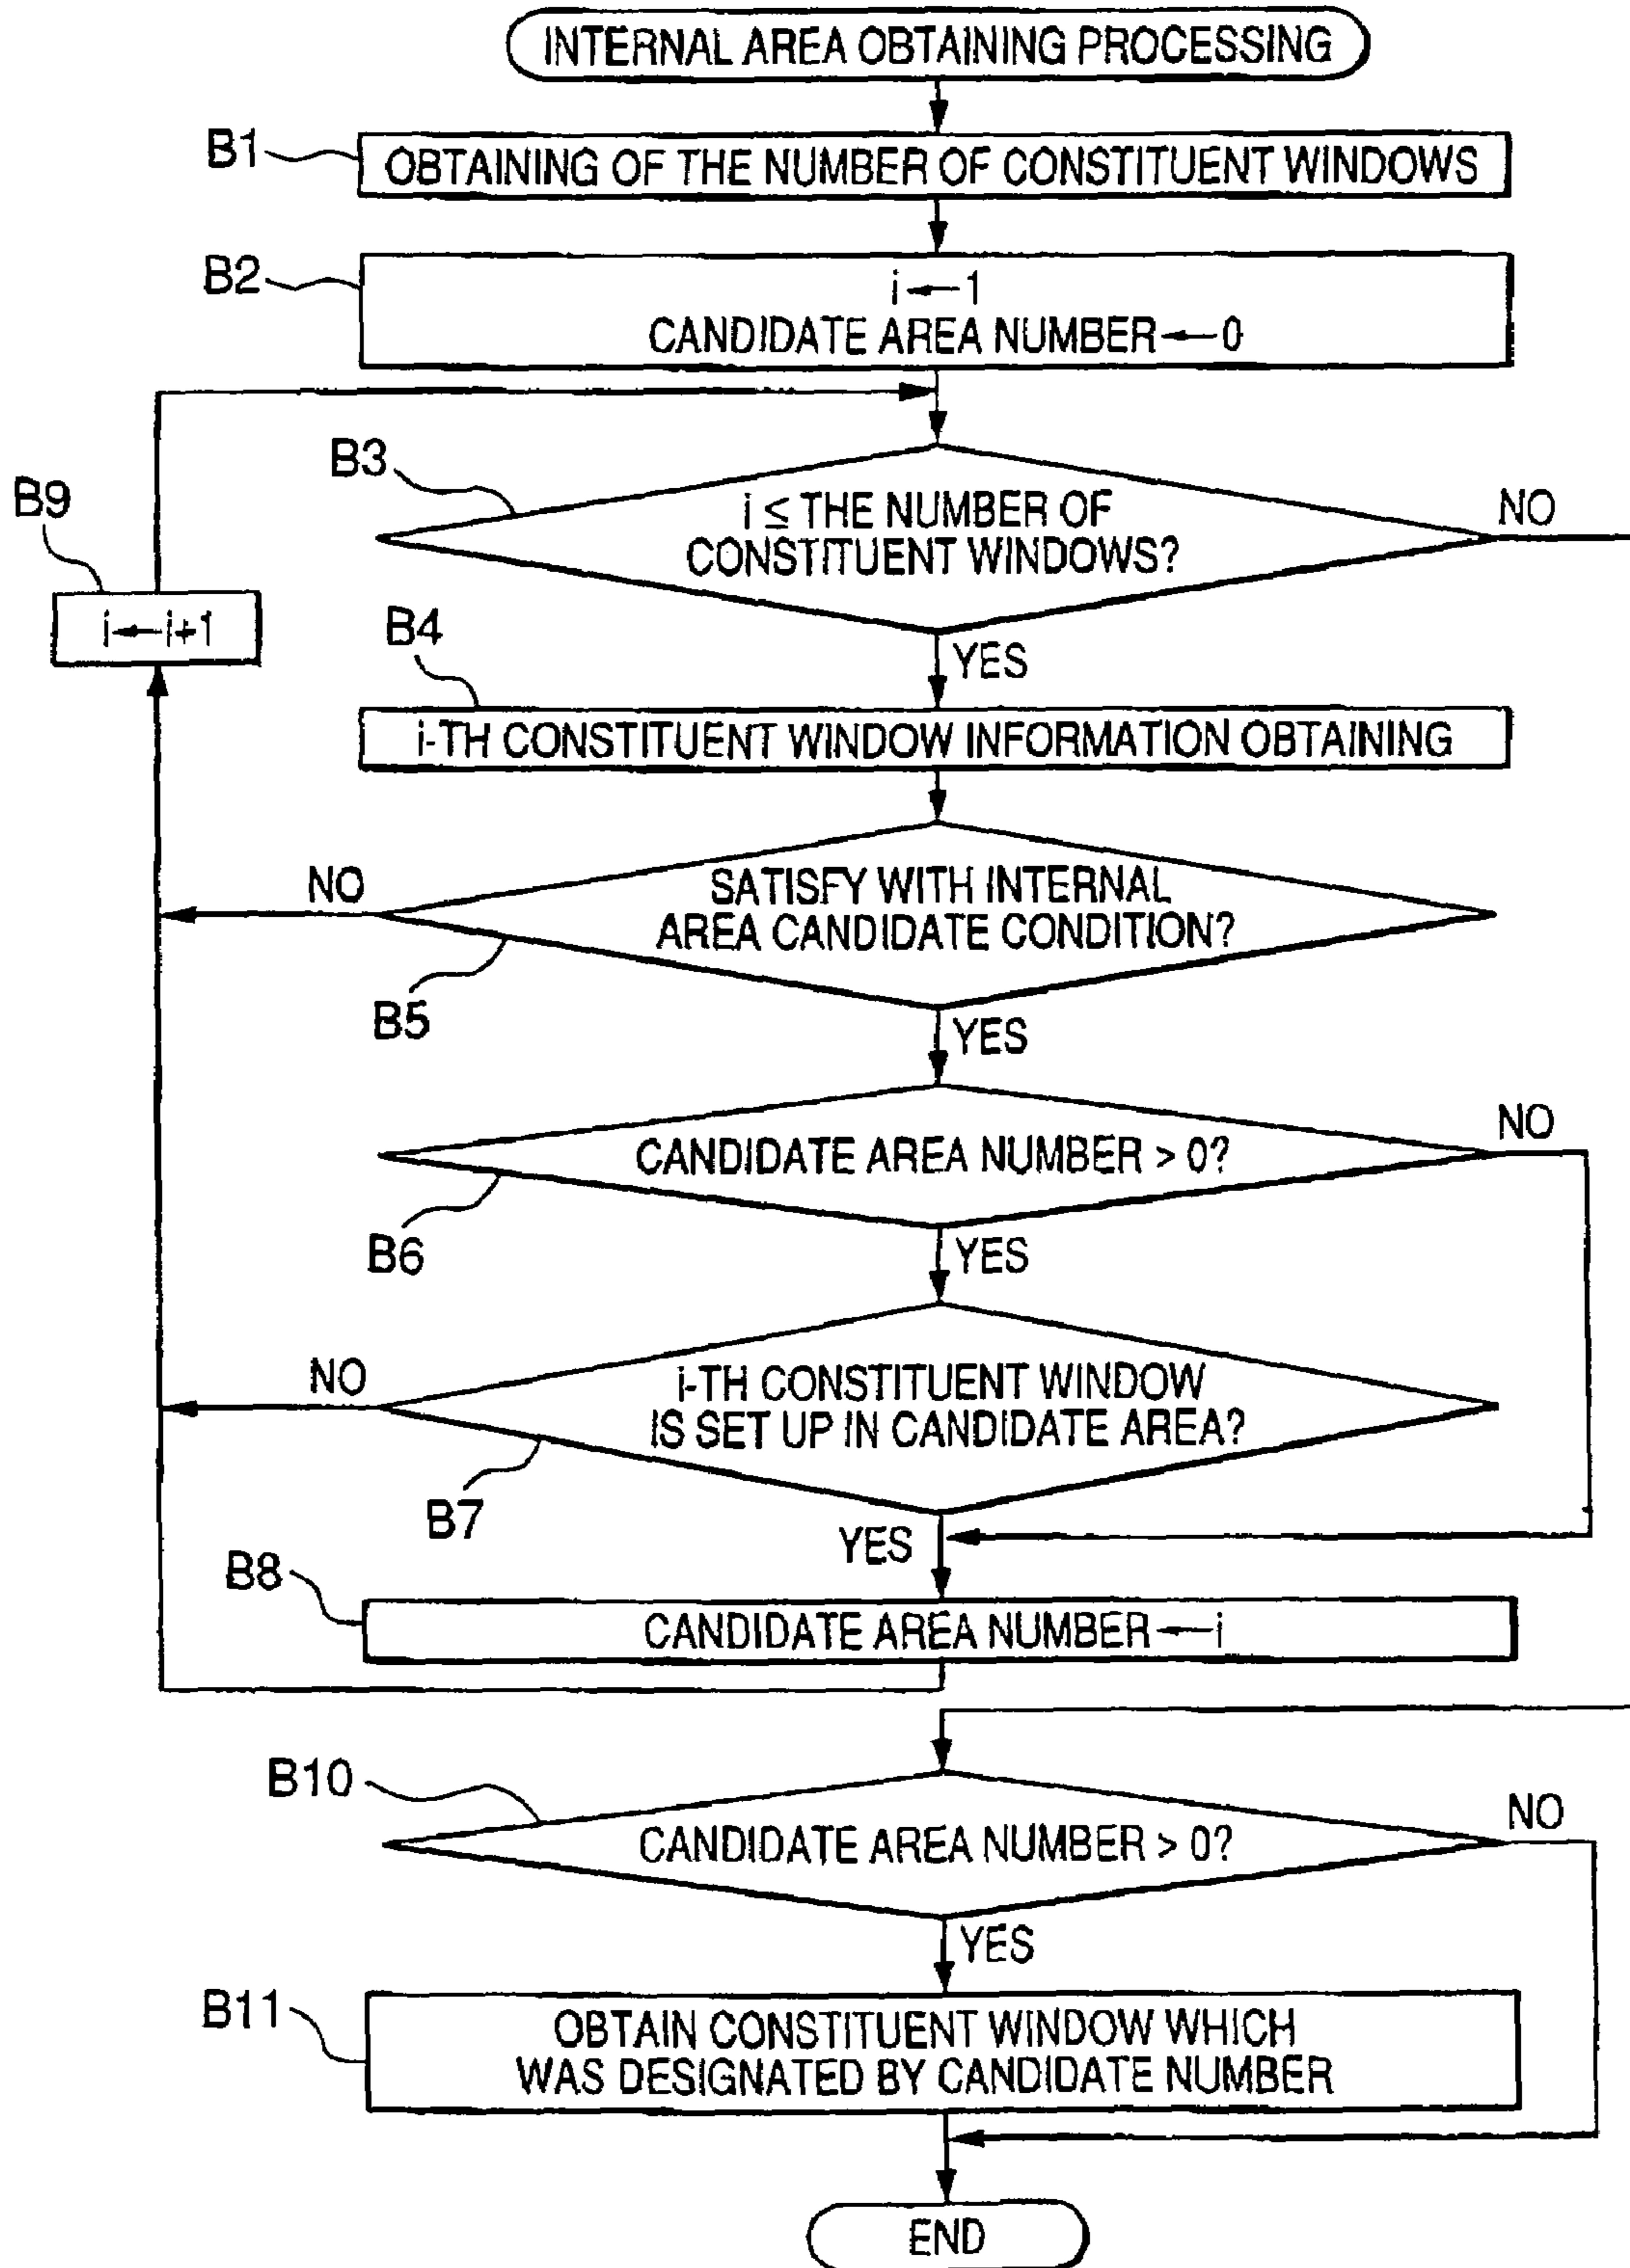 INTERNAL AREA OBTAINING PROCESSING
B1
OBTAINING OF THE NUMBER OF CONSTITUENT WINDOWS
B2
i←1
CANDIDATE AREA NUMBER←0
B3
i ≤ THE NUMBER OF
CONSTITUENT WINDOWS?
NO
B9
i←i+1
YES
B4
i-TH CONSTITUENT WINDOW INFORMATION OBTAINING
NO
SATISFY WITH INTERNAL
AREA CANDIDATE CONDITION?
B5
YES
NO
CANDIDATE AREA NUMBER > 0?
B6
YES
NO
i-TH CONSTITUENT WINDOW
IS SET UP IN CANDIDATE AREA?
B7
YES
B8
CANDIDATE AREA NUMBER←i
B10
NO
CANDIDATE AREA NUMBER > 0?
YES
B11
OBTAIN CONSTITUENT WINDOW WHICH
WAS DESIGNATED BY CANDIDATE NUMBER
END